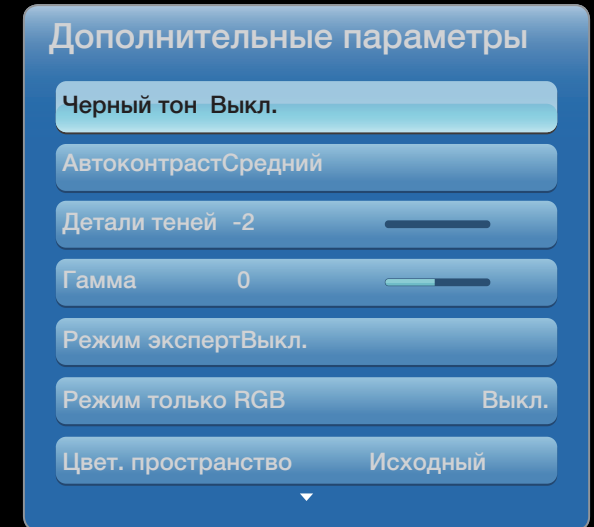 Дополнительные параметры
Черный тон Выкл.
АвтоконтрастСредний
Детали теней -2
Гамма 0
Режим экспертВыкл.
Режим только RGB Выкл.
Цвет. пространство Исходный